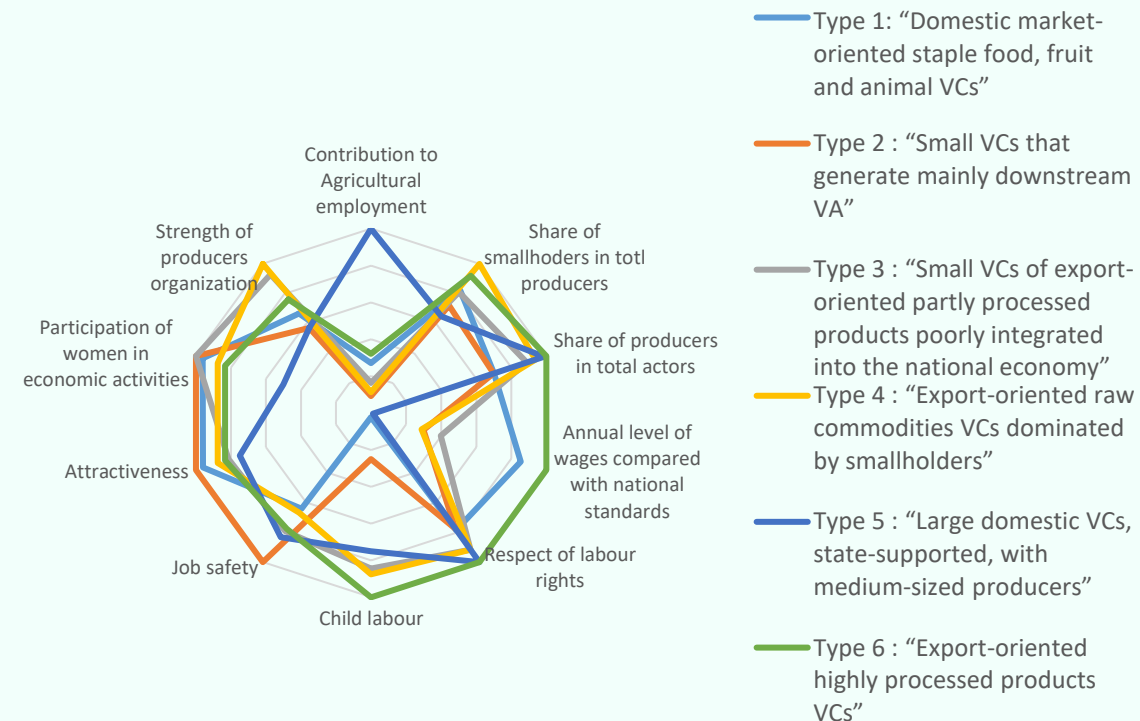 Contribution to
Agricultural
employment
Share of
smallhoders in totl
producers
Share of producers
in total actors
Annual level of
wages compared
with national
standards
Respect of labour
rights
Child labour
Job safety
Attractiveness
Participation of
women in
economic activities
Strength of
producers
organization
Type 1: “Domestic market-
oriented staple food, fruit
and animal VCs”
Type 2 : “Small VCs that
generate mainly downstream
VA”
Type 3 : “Small VCs of export-
oriented partly processed
products poorly integrated
into the national economy”
Type 4 : “Export-oriented raw
commodities VCs dominated
by smallholders”
Type 5 : “Large domestic VCs,
state-supported, with
medium-sized producers”
Type 6 : “Export-oriented
highly processed products
VCs”